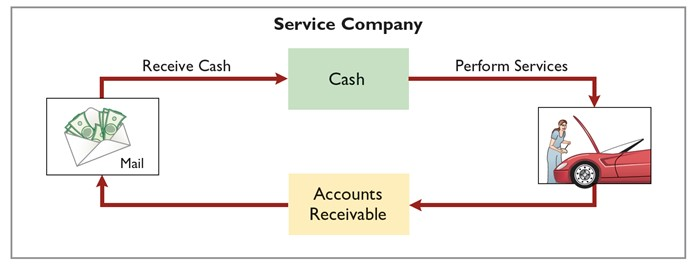 Service Company
Receive Cash
Cash
Perform Services
Mail
Accounts
Receivable